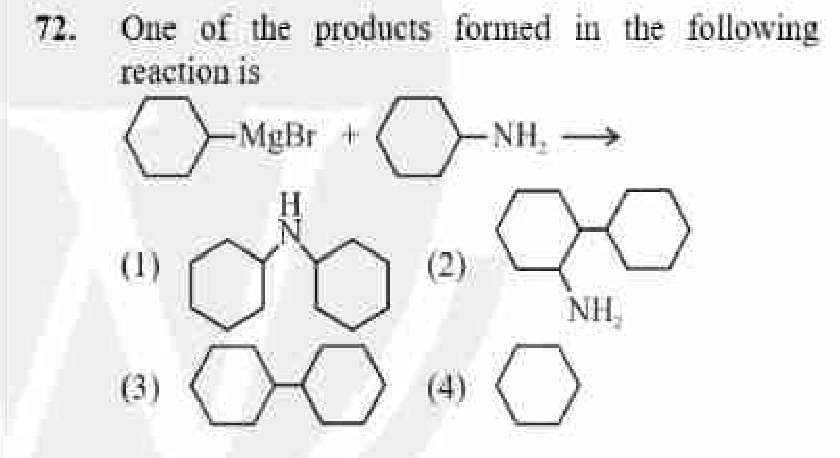 72. One of the products formed in the following
reaction is
MgBr + NH₂ →
(1) H
N
(2) NH₂
(3)
(4)